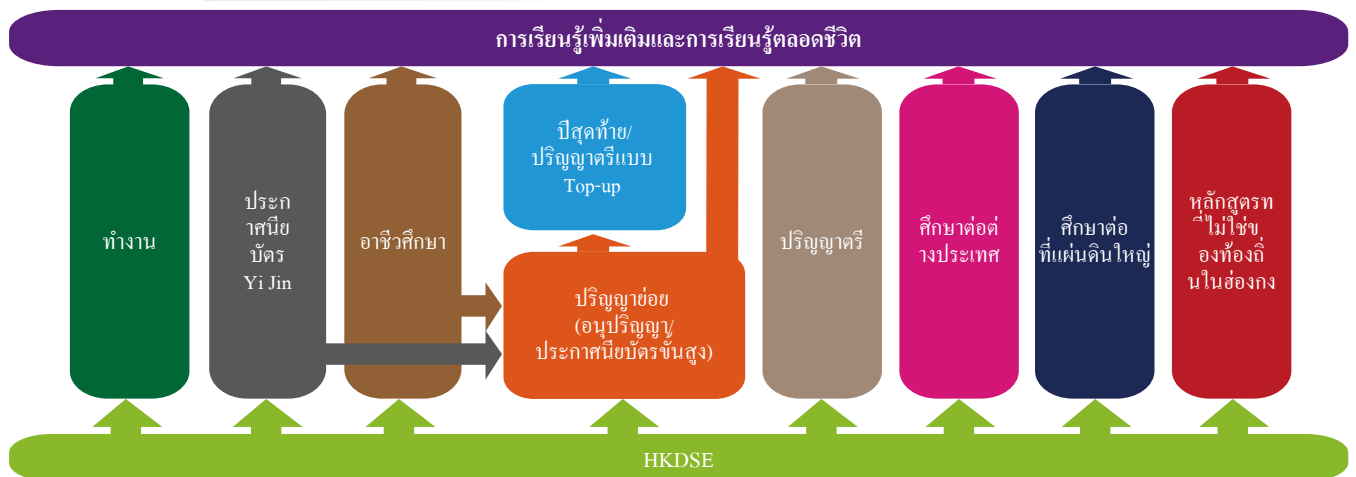 การเรียนรู้เพิ่มเติมและการเรียนรู้ตลอดชีวิต
ทำงาน
ประก
าศนีย
บัตร
Yi Jin
อาชีวศึกษา
ปีสุดท้าย/
ปริญญาตรีแบบ
Top-up
ปริญญาย่อย
(อนุปริญญา/
ประกาศนียบัตรขั้นสูง)
ปริญญาตรี
ศึกษาต่อต่
างประเทศ
ศึกษาต่อ
ที่แผ่นดินใหญ่
หลักสูตรท
ี่ไม่ใช่ข
องท้องถิ่
นในฮ่องกง
HKDSE